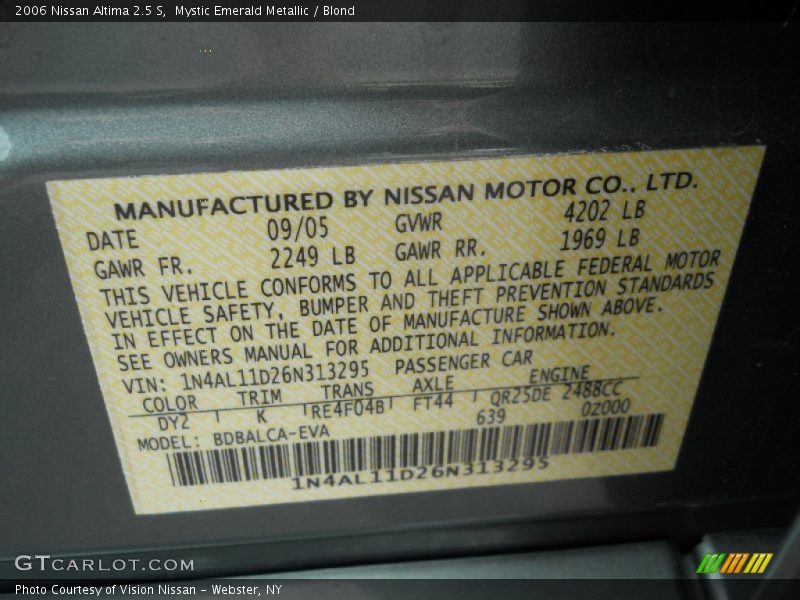 2006 Nissan Altima 2.5 S, Mystic Emerald Metallic / Blond
MANUFACTURED BY NISSAN MOTOR CO., LTD.
DATE 09/05 GVWR 4202 LB
GAWR FR. 2249 LB GAWR RR. 1969 LB
THIS VEHICLE CONFORMS TO ALL APPLICABLE FEDERAL MOTOR
VEHICLE SAFETY, BUMPER AND THEFT PREVENTION STANDARDS
IN EFFECT ON THE DATE OF MANUFACTURE SHOWN ABOVE.
SEE OWNERS MANUAL FOR ADDITIONAL INFORMATION.
VIN: 1N4AL11D26N313295 PASSENGER CAR
COLOR TRIM TRANS AXLE ENGINE
DY2 K RE4F04B FT44 QR25DE 2488CC
639 0Z000
MODEL: BDBALCA-EVA
1N4AL11D26N313295
GTCARLOT.COM
Photo Courtesy of Vision Nissan - Webster, NY